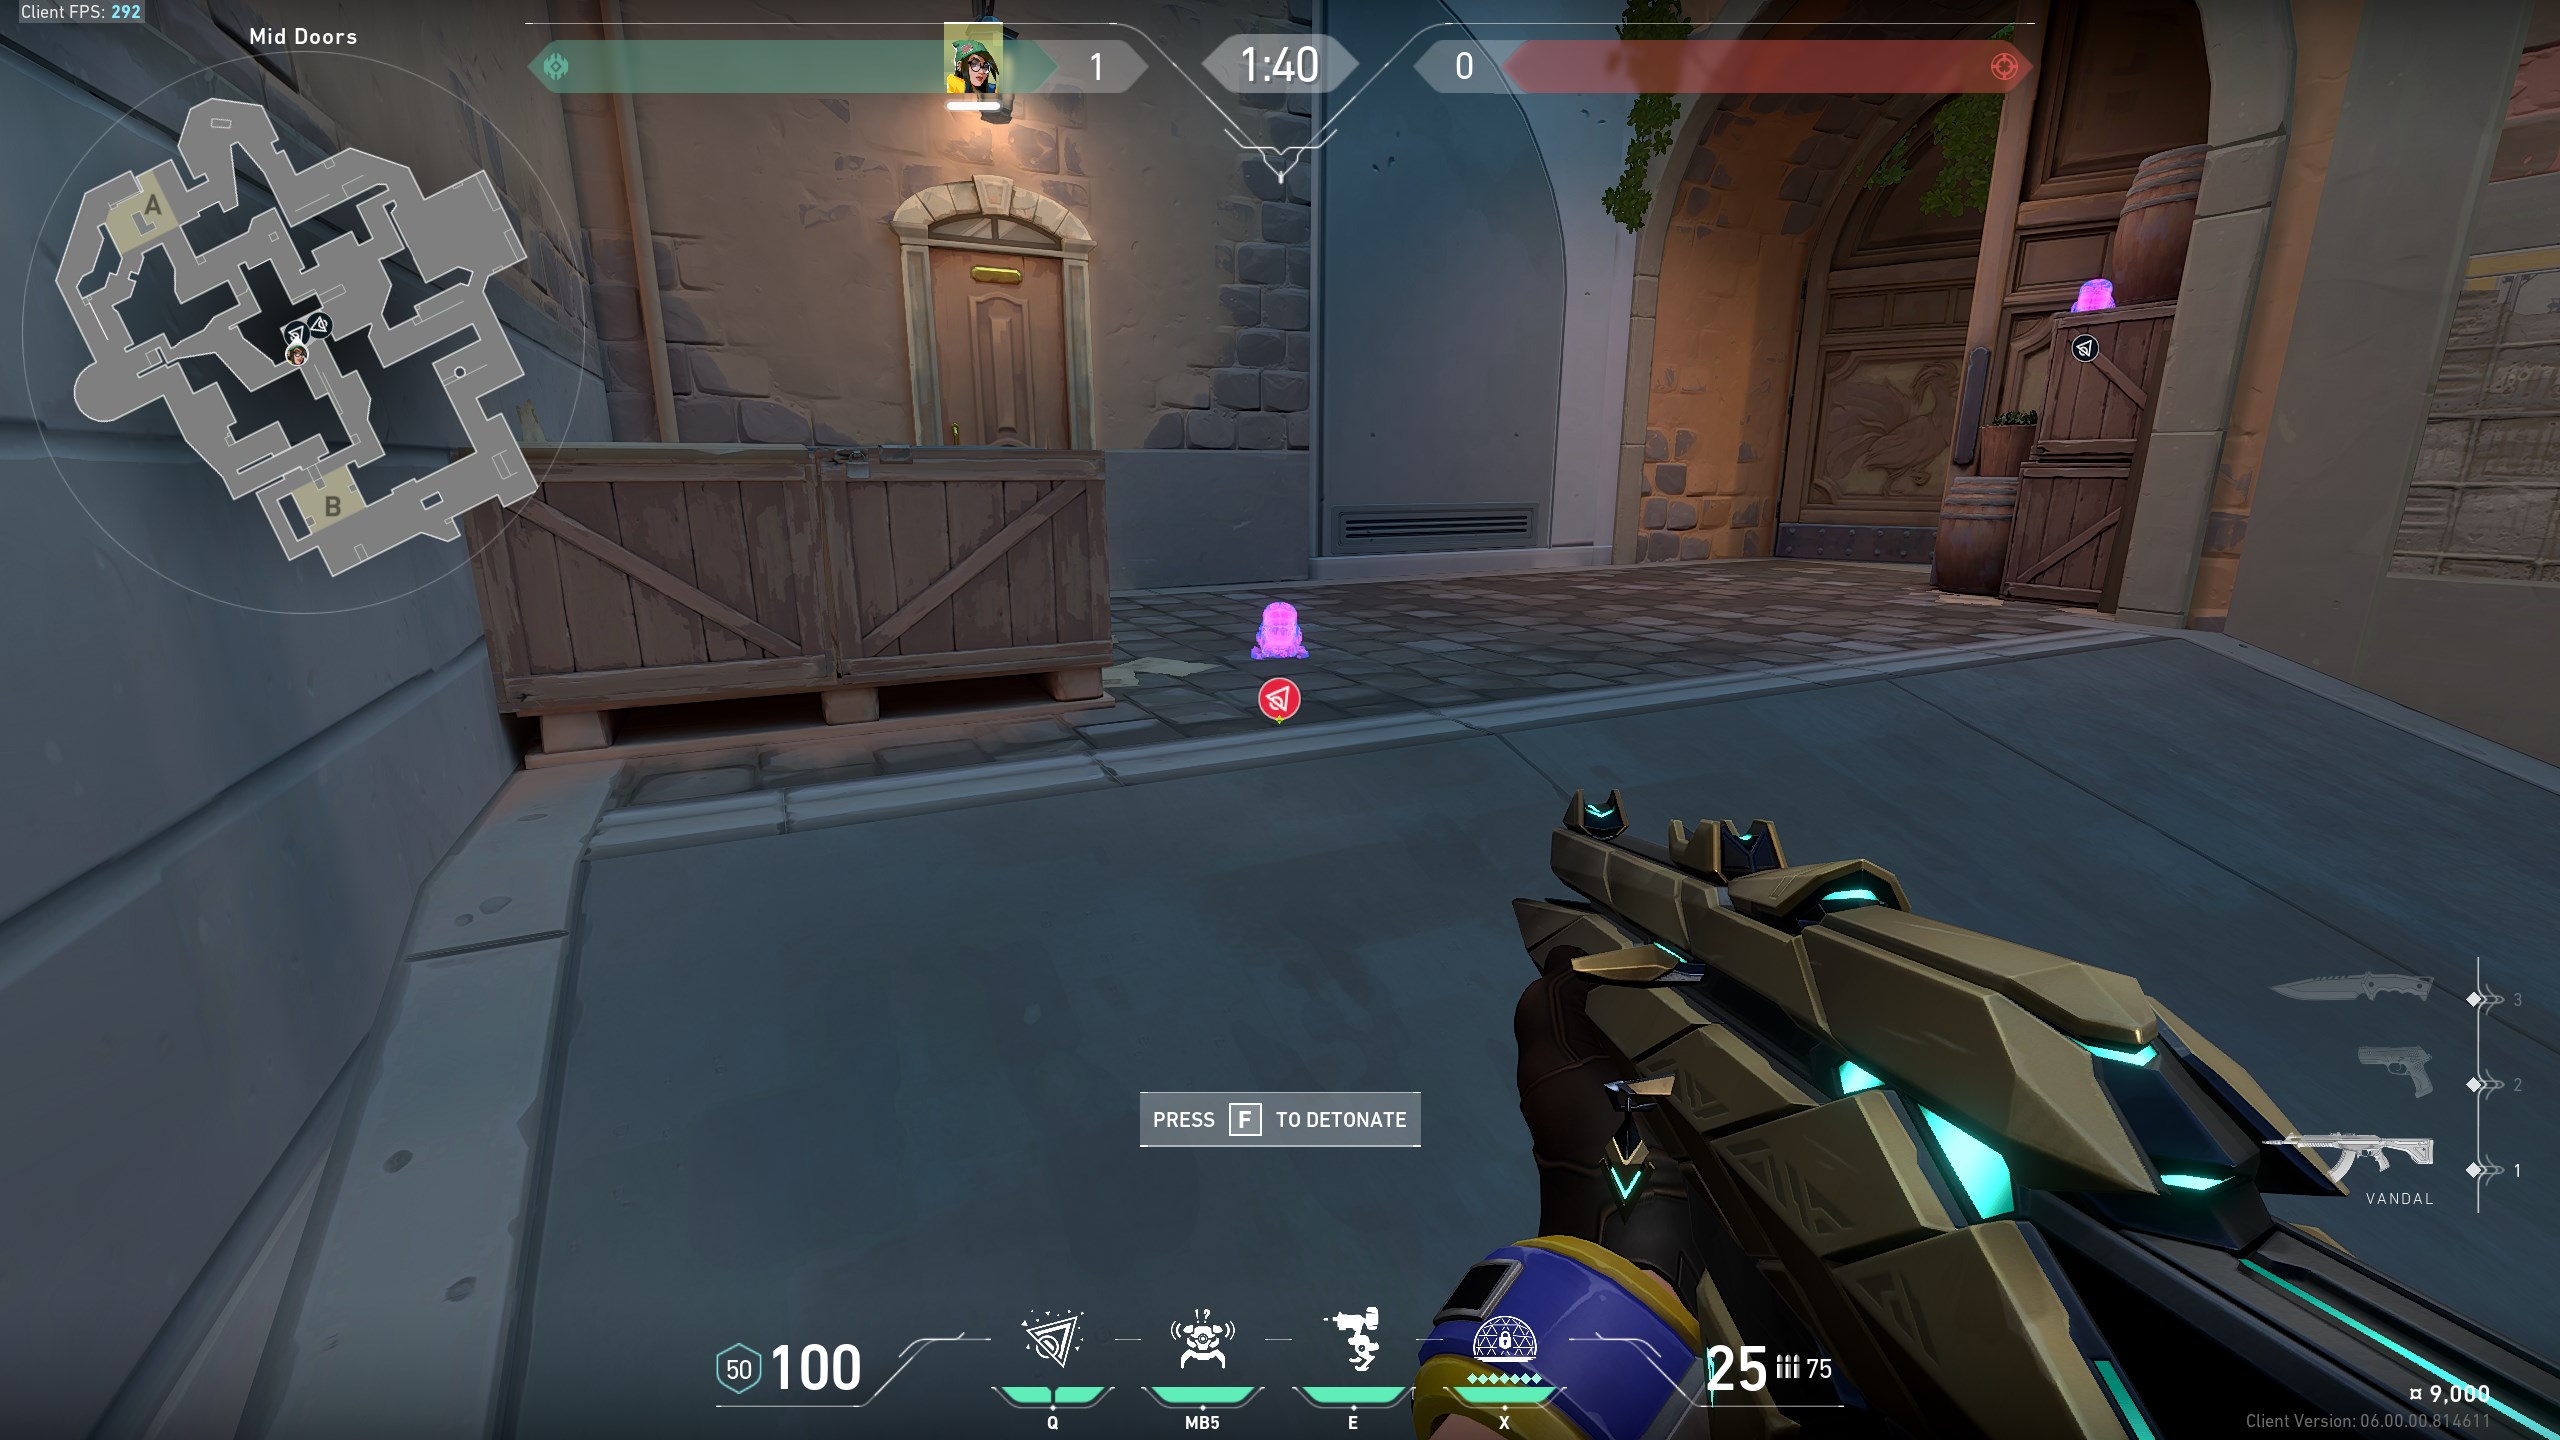 Client FPS: 292
Mid Doors
1
1:40
0
A
B
PRESS F TO DETONATE
3
2
1
VANDAL
50
100
25
75
Q
MB5
E
X
¤ 9,000
Client Version: 06.00.00.814611